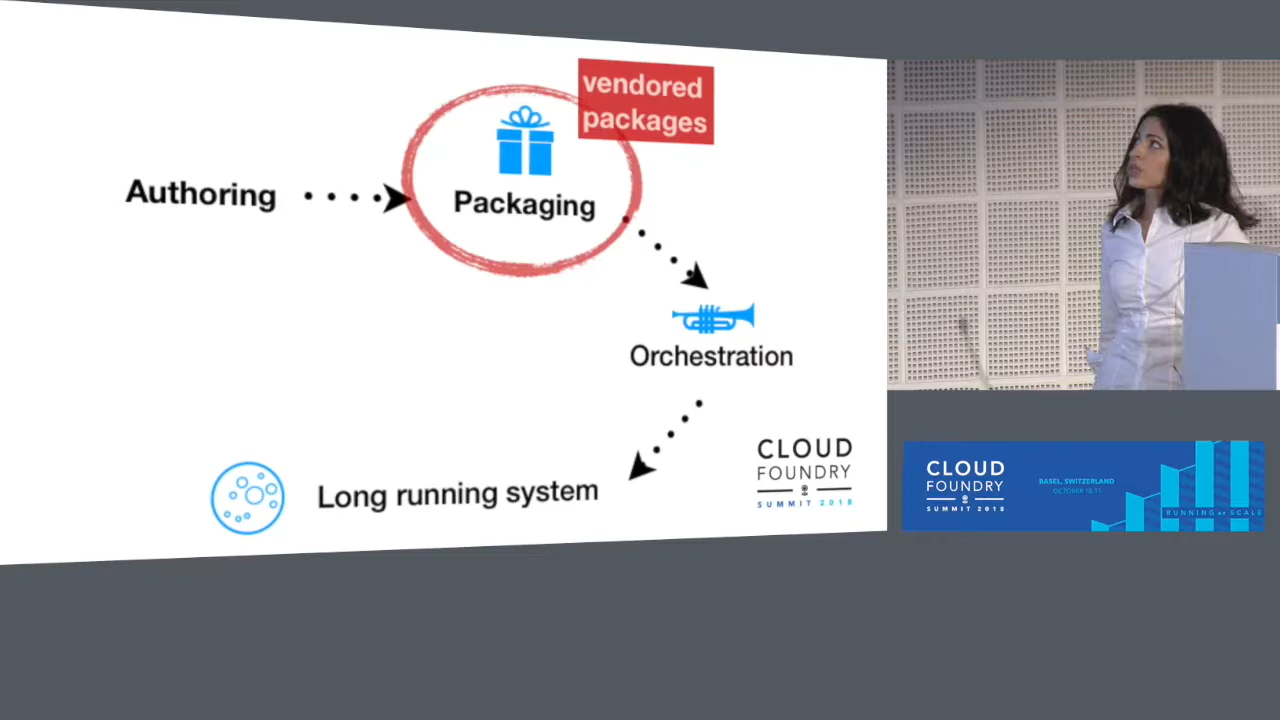 vendored
packages
Authoring
Packaging
Orchestration
Long running system
CLOUD
FOUNDRY
SUMMIT 2018
CLOUD
FOUNDRY
SUMMIT 2018
BASEL, SWITZERLAND
OCTOBER 10-11
RUNNING AT SCALE